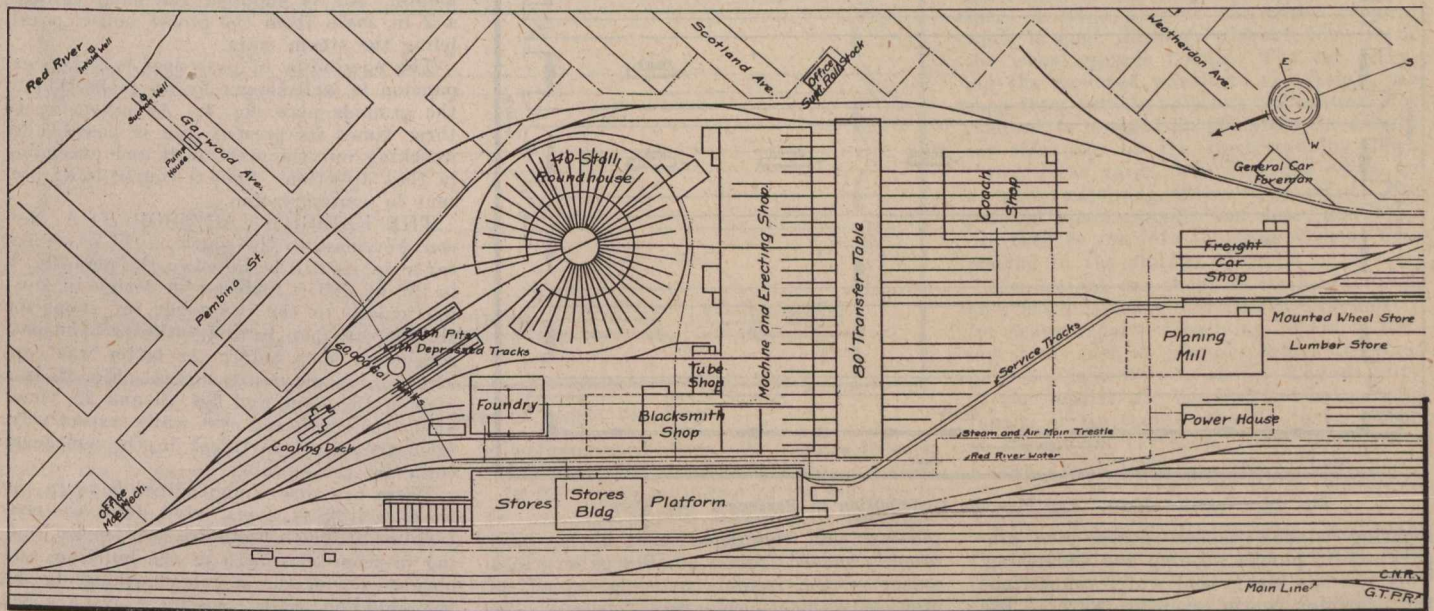 Red River
Intake Well
Suction Well
Garwood Ave.
Pump
House
Pembina St.
Scotland Ave.
Office
Supt. Roll. Stock
Weatherdon Ave.
E
S
W
General Car
Foreman
40-Stall
Roundhouse
Machine and Erecting Shop.
80' Transfer Table
Coach
Shop
Freight
Car
Shop
Mounted Wheel Store
Lumber Store
Planing
Mill
Service Tracks
2 Ash Pits
with Depressed Tracks
60,000 Gal. Tanks
Tube
Shop
Foundry
Blacksmith
Shop
Power House
Coaling Dock
Steam and Air Main Trestle
Red River Water
Office
Mas. Mech.
Stores
Stores
Bldg
Platform
Main Line
C.N.R.
G.T.P.R.